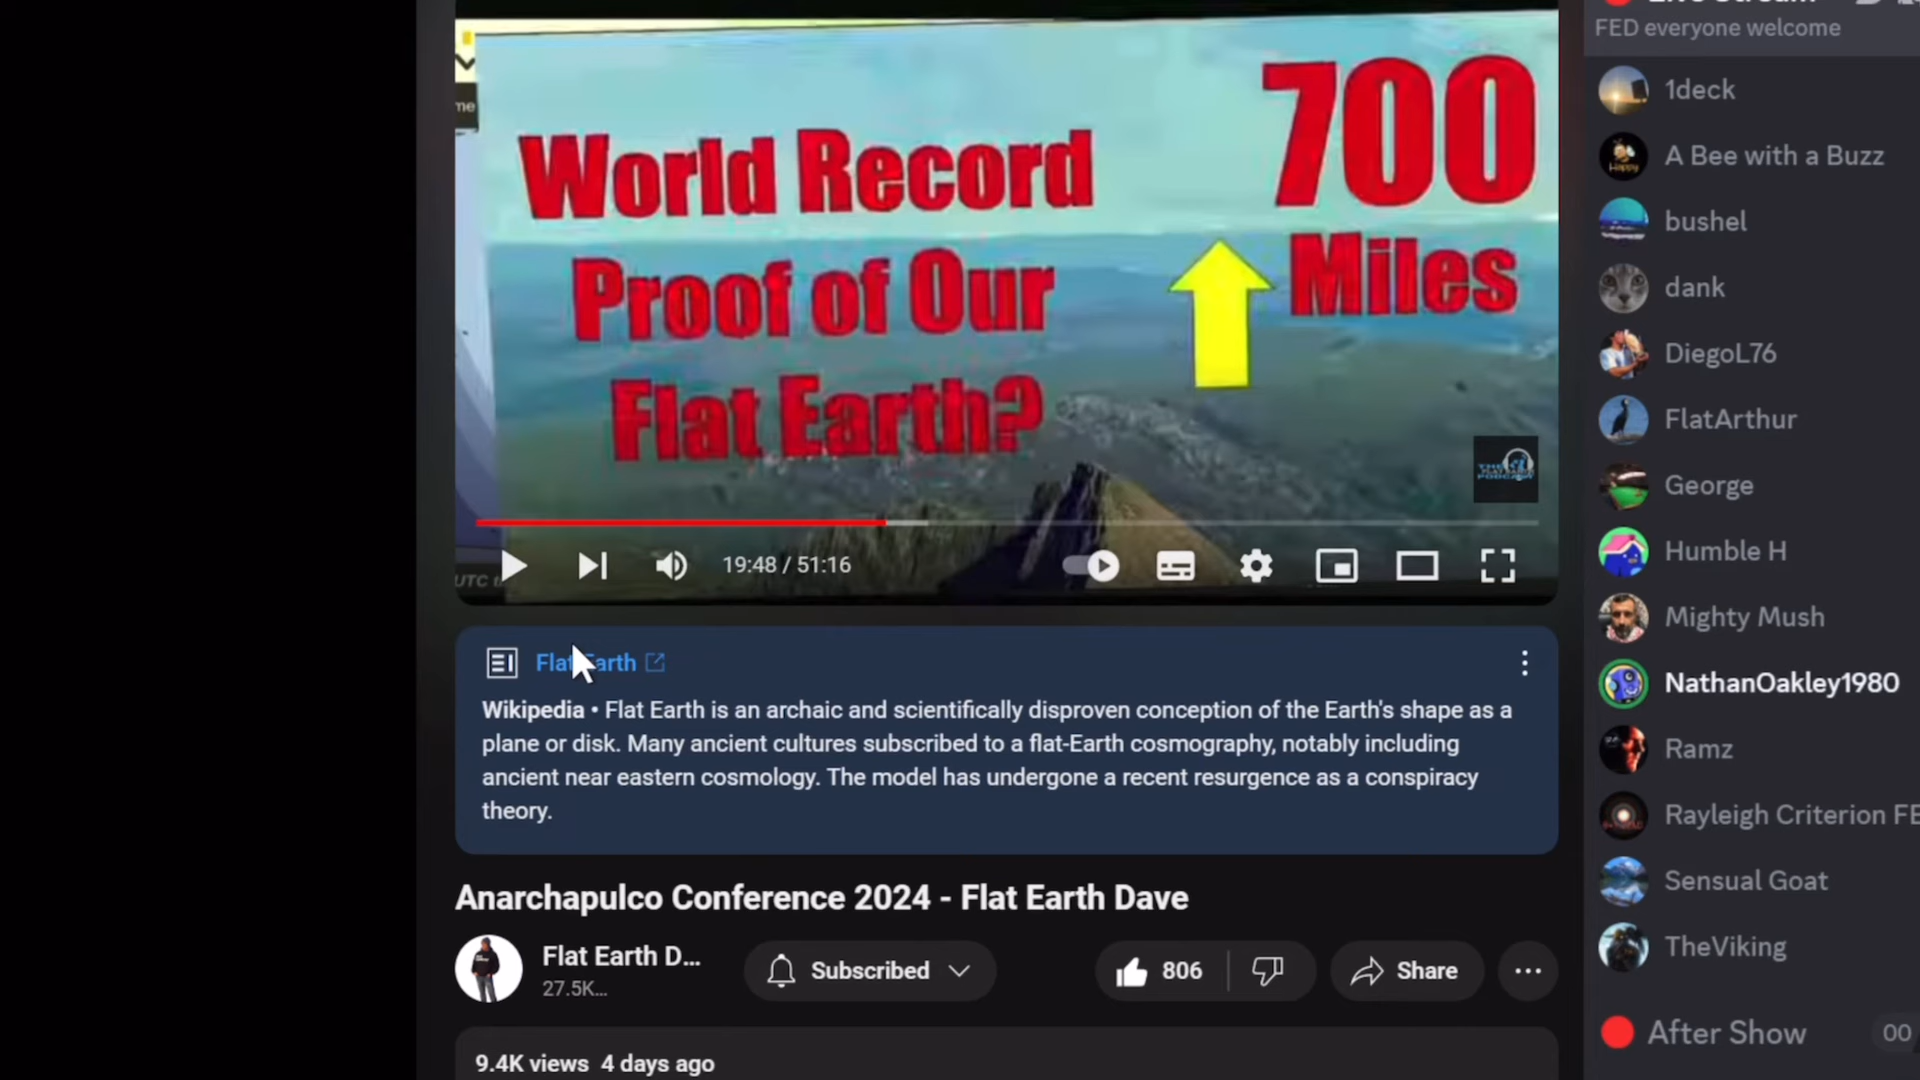 World Record
Proof of Our
Flat Earth?
700
Miles
me
UTC
19:48 / 51:16
Flat Earth
Wikipedia • Flat Earth is an archaic and scientifically disproven conception of the Earth's shape as a
plane or disk. Many ancient cultures subscribed to a flat-Earth cosmography, notably including
ancient near eastern cosmology. The model has undergone a recent resurgence as a conspiracy
theory.
Anarchapulco Conference 2024 - Flat Earth Dave
Flat Earth D...
27.5K...
Subscribed
806
Share
9.4K views 4 days ago
FED everyone welcome
1deck
A Bee with a Buzz
bushel
dank
DiegoL76
FlatArthur
George
Humble H
Mighty Mush
NathanOakley1980
Ramz
Rayleigh Criterion FE
Sensual Goat
TheViking
After Show
00